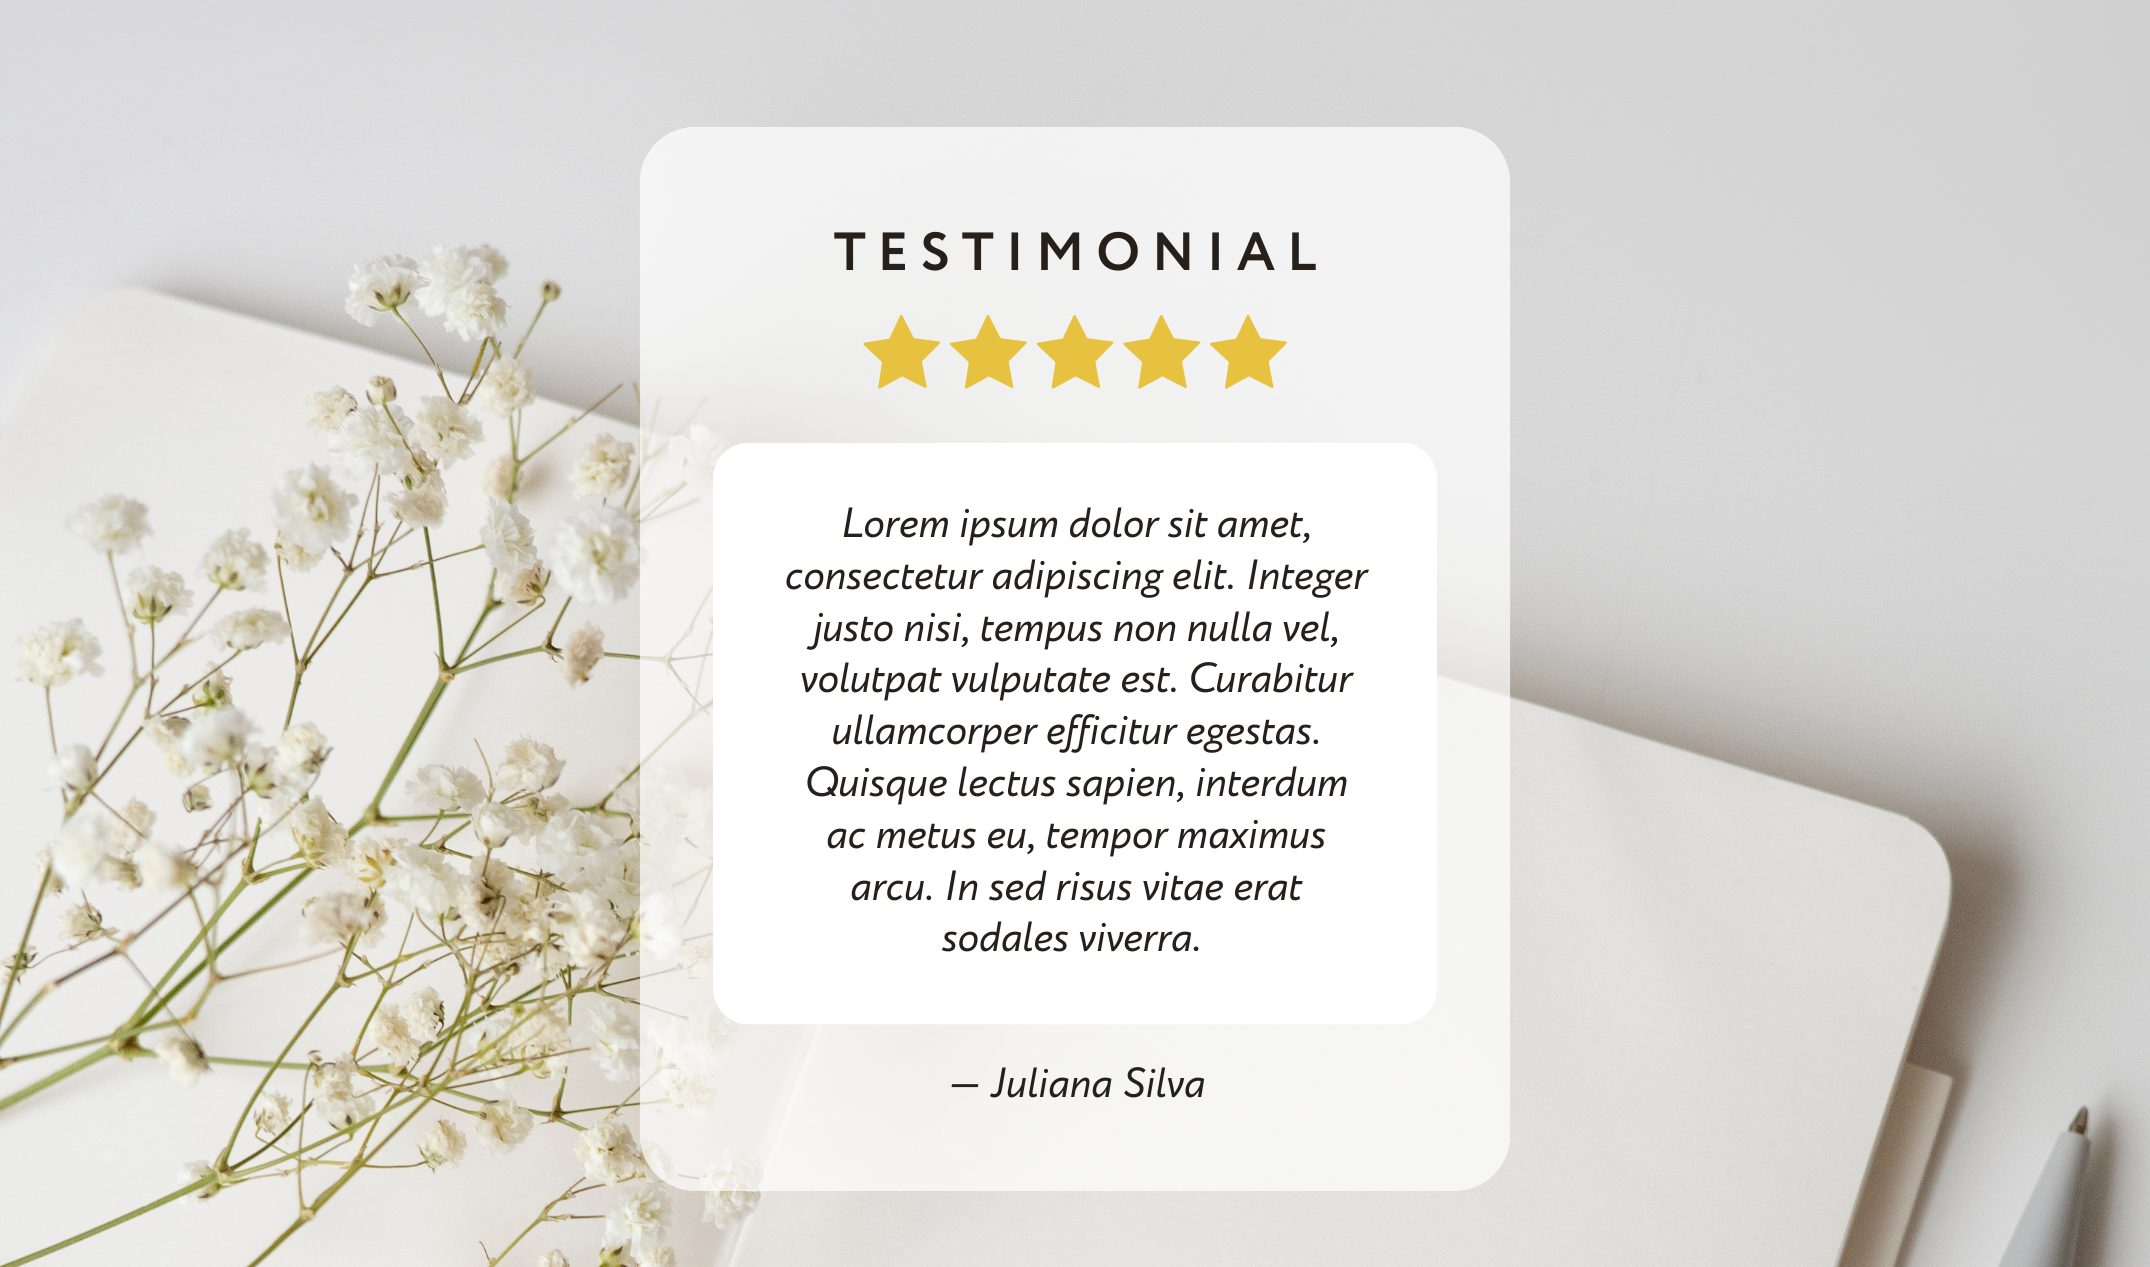 TESTIMONIAL
Lorem ipsum dolor sit amet,
consectetur adipiscing elit. Integer
justo nisi, tempus non nulla vel,
volutpat vulputate est. Curabitur
ullamcorper efficitur egestas.
Quisque lectus sapien, interdum
ac metus eu, tempor maximus
arcu. In sed risus vitae erat
sodales viverra.
— Juliana Silva